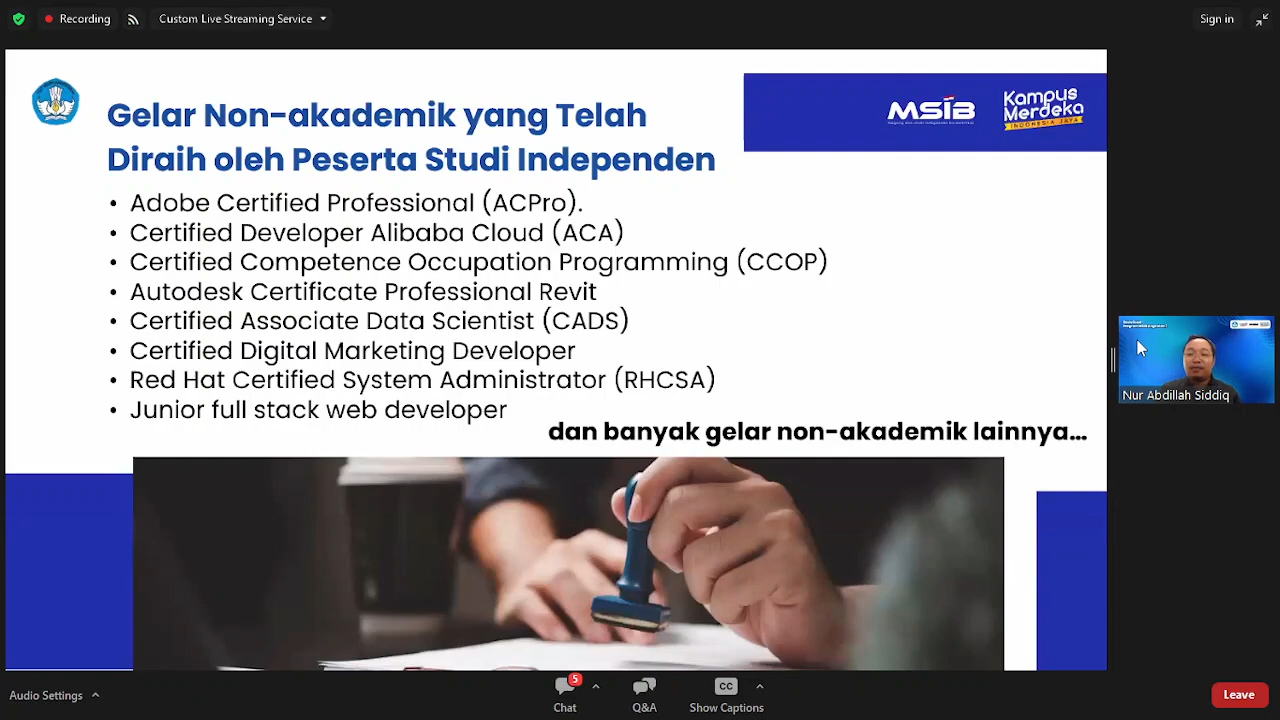 Recording
Custom Live Streaming Service
Sign in
Gelar Non-akademik yang Telah
Diraih oleh Peserta Studi Independen
MSIB
Kampus
Merdeka
INDONESIA JAYA
• Adobe Certified Professional (ACPro).
• Certified Developer Alibaba Cloud (ACA)
• Certified Competence Occupation Programming (CCOP)
• Autodesk Certificate Professional Revit
• Certified Associate Data Scientist (CADS)
• Certified Digital Marketing Developer
• Red Hat Certified System Administrator (RHCSA)
• Junior full stack web developer
dan banyak gelar non-akademik lainnya...
Nur Abdillah Siddiq
Audio Settings
5
Chat
Q&A
CC
Show Captions
Leave